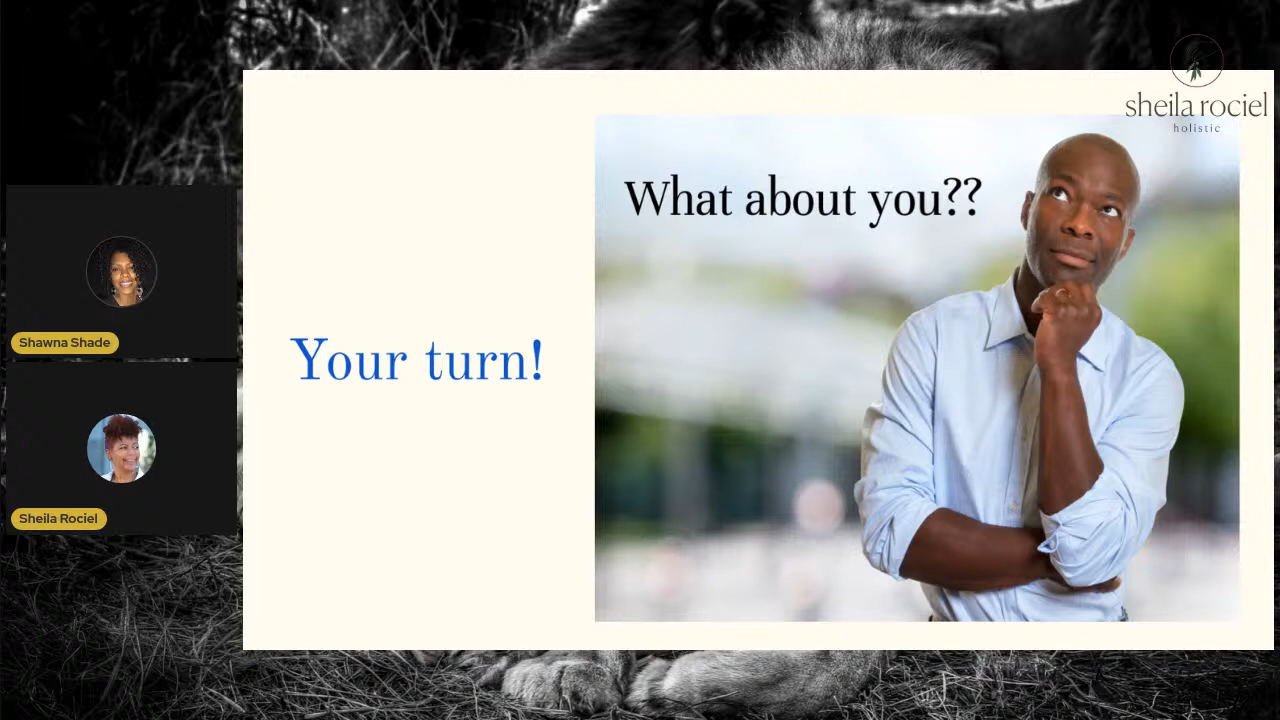 sheila rociel
holistic
What about you??
Your turn!
Shawna Shade
Sheila Rociel